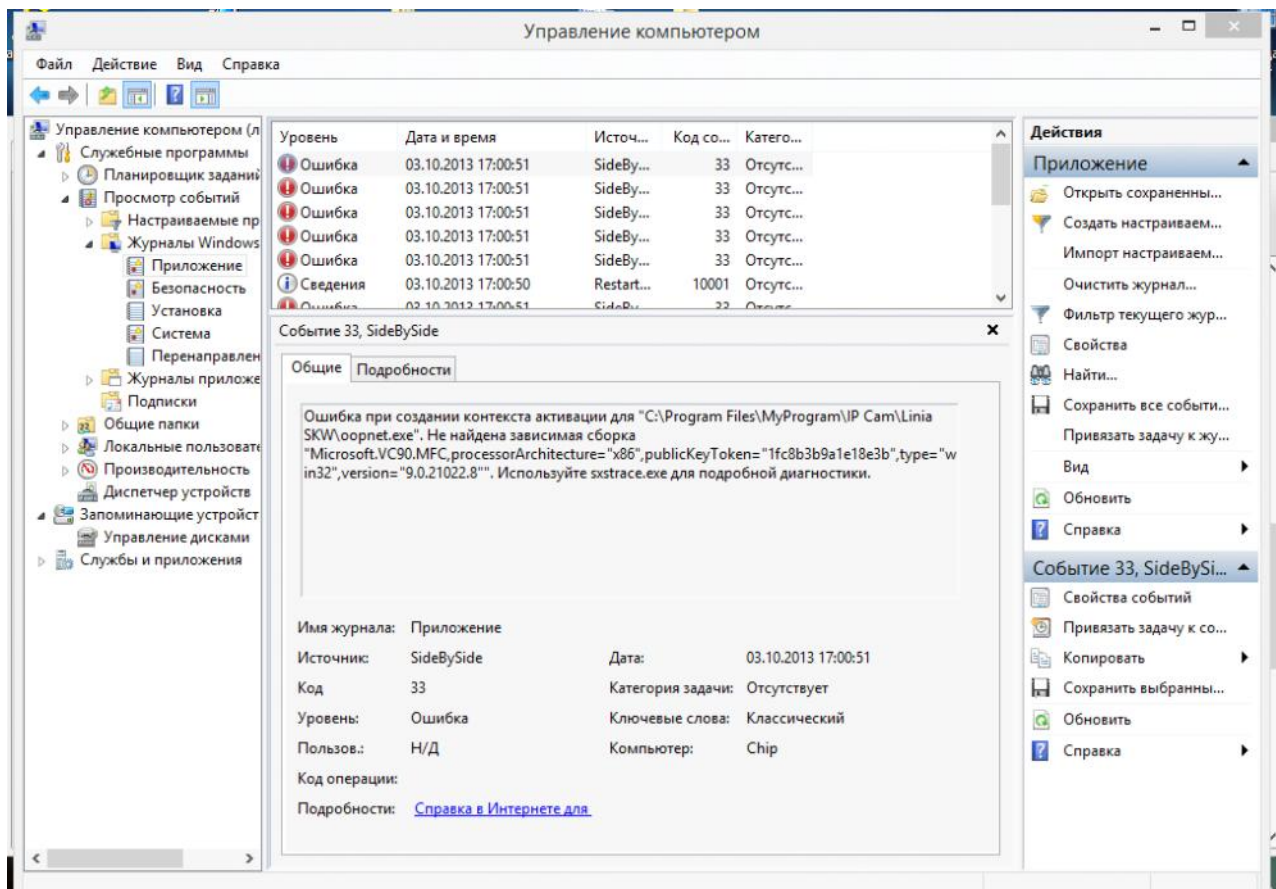 Управление компьютером
Файл Действие Вид Справка
Управление компьютером (л
Служебные программы
Планировщик заданий
Просмотр событий
Настраиваемые пр
Журналы Windows
Приложение
Безопасность
Установка
Система
Перенаправлен
Журналы приложе
Подписки
Общие папки
Локальные пользовате
Производительность
Диспетчер устройств
Запоминающие устройст
Управление дисками
Службы и приложения
Уровень Дата и время Источ... Код со... Катего...
Ошибка 03.10.2013 17:00:51 SideBy... 33 Отсутс...
Ошибка 03.10.2013 17:00:51 SideBy... 33 Отсутс...
Ошибка 03.10.2013 17:00:51 SideBy... 33 Отсутс...
Ошибка 03.10.2013 17:00:51 SideBy... 33 Отсутс...
Ошибка 03.10.2013 17:00:51 SideBy... 33 Отсутс...
Сведения 03.10.2013 17:00:50 Restart... 10001 Отсутс...
Ошибка 03.10.2013 17:00:51 SideBy... 33 Отсутс...
Событие 33, SideBySide
Общие Подробности
Ошибка при создании контекста активации для "C:\Program Files\MyProgram\IP Cam\Linia
SKW\oopnet.exe". Не найдена зависимая сборка
"Microsoft.VC90.MFC,processorArchitecture="x86",publicKeyToken="1fc8b3b9a1e18e3b",type="w
in32",version="9.0.21022.8"". Используйте sxstrace.exe для подробной диагностики.
Имя журнала: Приложение
Источник: SideBySide Дата: 03.10.2013 17:00:51
Код 33 Категория задачи: Отсутствует
Уровень: Ошибка Ключевые слова: Классический
Пользов.: Н/Д Компьютер: Chip
Код операции:
Подробности: Справка в Интернете для
Действия
Приложение
Открыть сохраненны...
Создать настраиваем...
Импорт настраиваем...
Очистить журнал...
Фильтр текущего жур...
Свойства
Найти...
Сохранить все событи...
Привязать задачу к жу...
Вид
Обновить
Справка
Событие 33, SideBySi...
Свойства событий
Привязать задачу к со...
Копировать
Сохранить выбранны...
Обновить
Справка